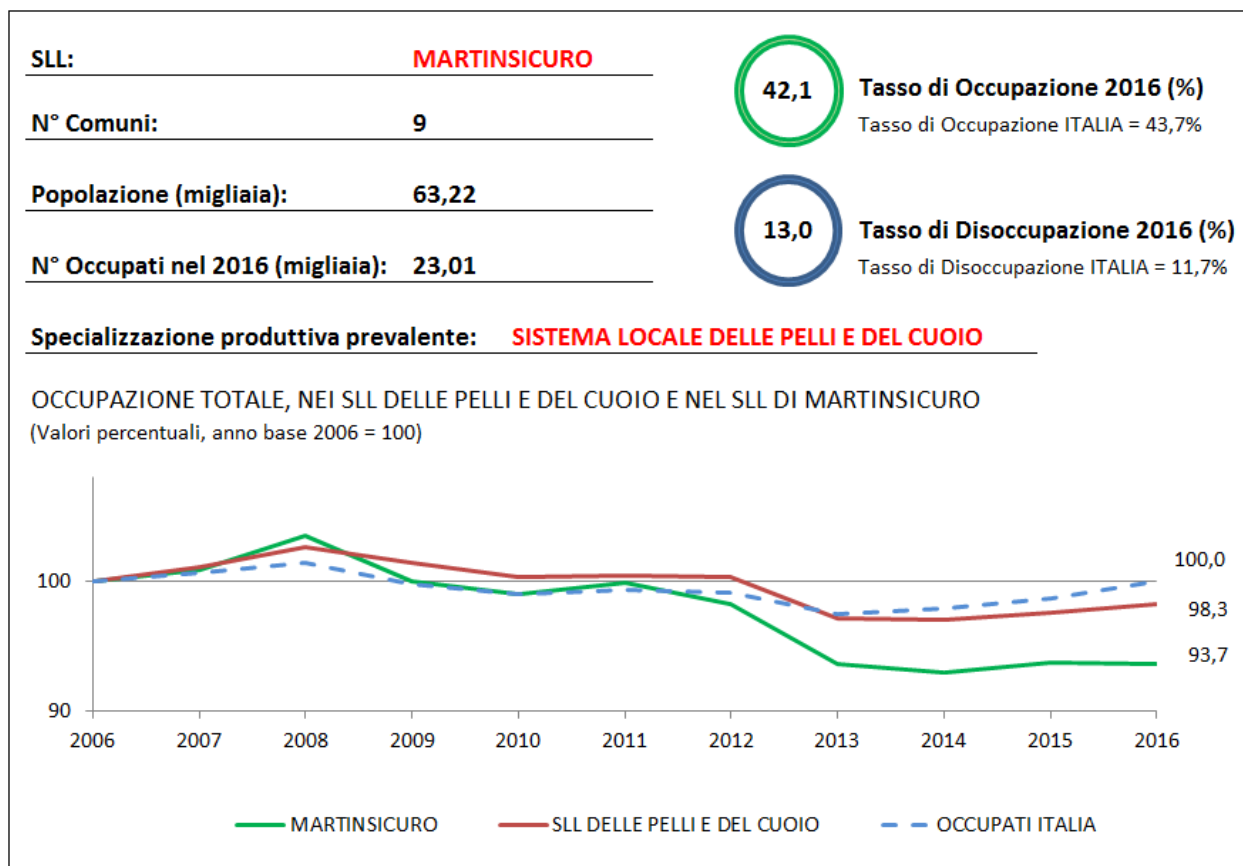 SLL: MARTINSICURO
N° Comuni: 9
Popolazione (migliaia): 63,22
N° Occupati nel 2016 (migliaia): 23,01
42,1 Tasso di Occupazione 2016 (%)
Tasso di Occupazione ITALIA = 43,7%
13,0 Tasso di Disoccupazione 2016 (%)
Tasso di Disoccupazione ITALIA = 11,7%
Specializzazione produttiva prevalente: SISTEMA LOCALE DELLE PELLI E DEL CUOIO
OCCUPAZIONE TOTALE, NEI SLL DELLE PELLI E DEL CUOIO E NEL SLL DI MARTINSICURO
(Valori percentuali, anno base 2006 = 100)
100,0
100
98,3
93,7
90
2006 2007 2008 2009 2010 2011 2012 2013 2014 2015 2016
MARTINSICURO SLL DELLE PELLI E DEL CUOIO OCCUPATI ITALIA